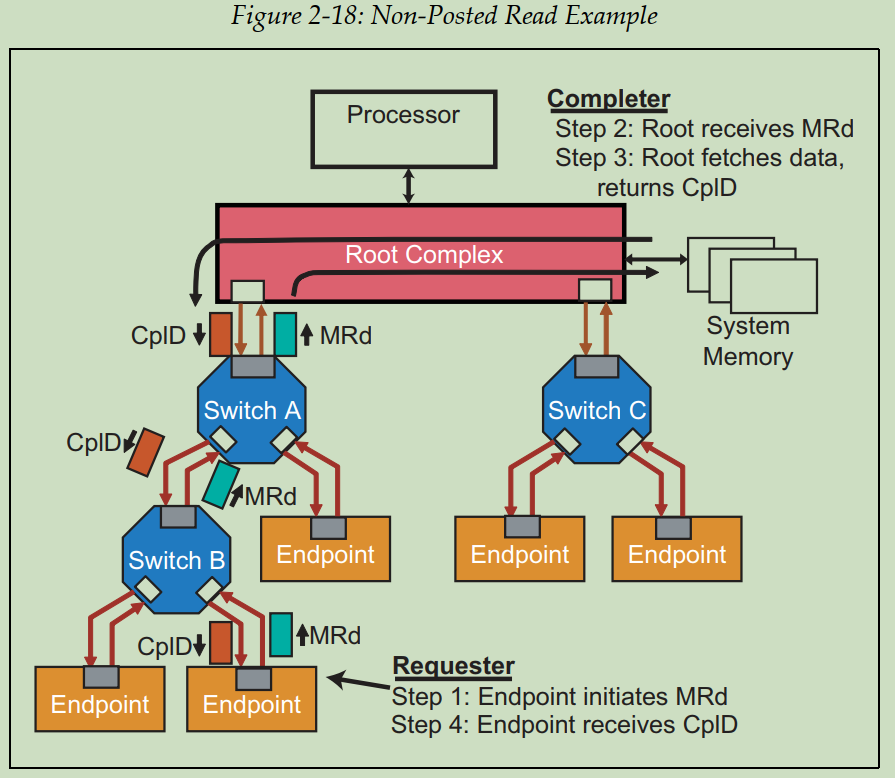 Figure 2-18: Non-Posted Read Example
Processor
Completer
Step 2: Root receives MRd
Step 3: Root fetches data,
returns CplD
Root Complex
System
Memory
CplD
MRd
Switch A
Switch C
CplD
MRd
Endpoint
Endpoint
Endpoint
Switch B
CplD
MRd
Endpoint
Endpoint
Requester
Step 1: Endpoint initiates MRd
Step 4: Endpoint receives CplD